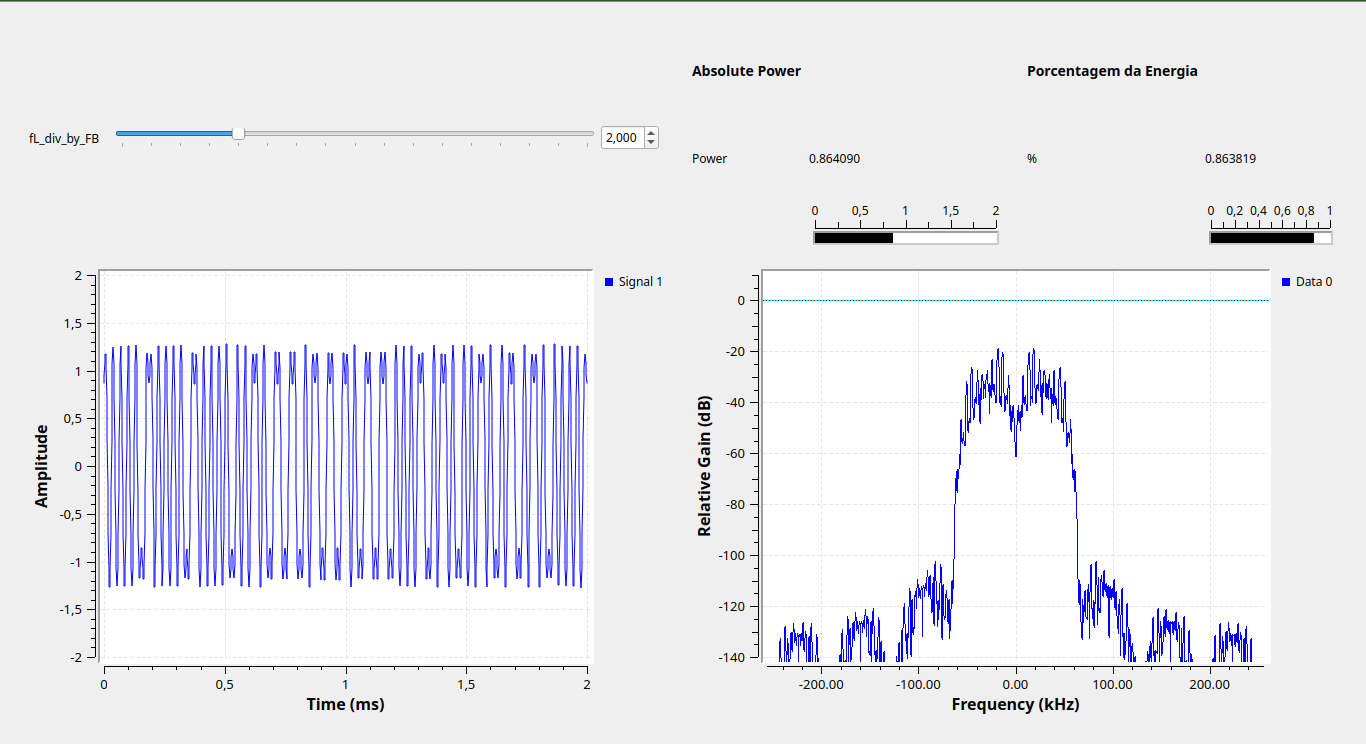 Absolute Power
Porcentagem da Energia
fL_div_by_FB
2,000
Power 0.864090
% 0.863819
0 0,5 1 1,5 2
0 0,2 0,4 0,6 0,8 1
Signal 1
2
1,5
1
0,5
0
-0,5
-1
-1,5
-2
Amplitude
0 0,5 1 1,5 2
Time (ms)
Data 0
0
-20
-40
-60
-80
-100
-120
-140
Relative Gain (dB)
-200.00 -100.00 0.00 100.00 200.00
Frequency (kHz)